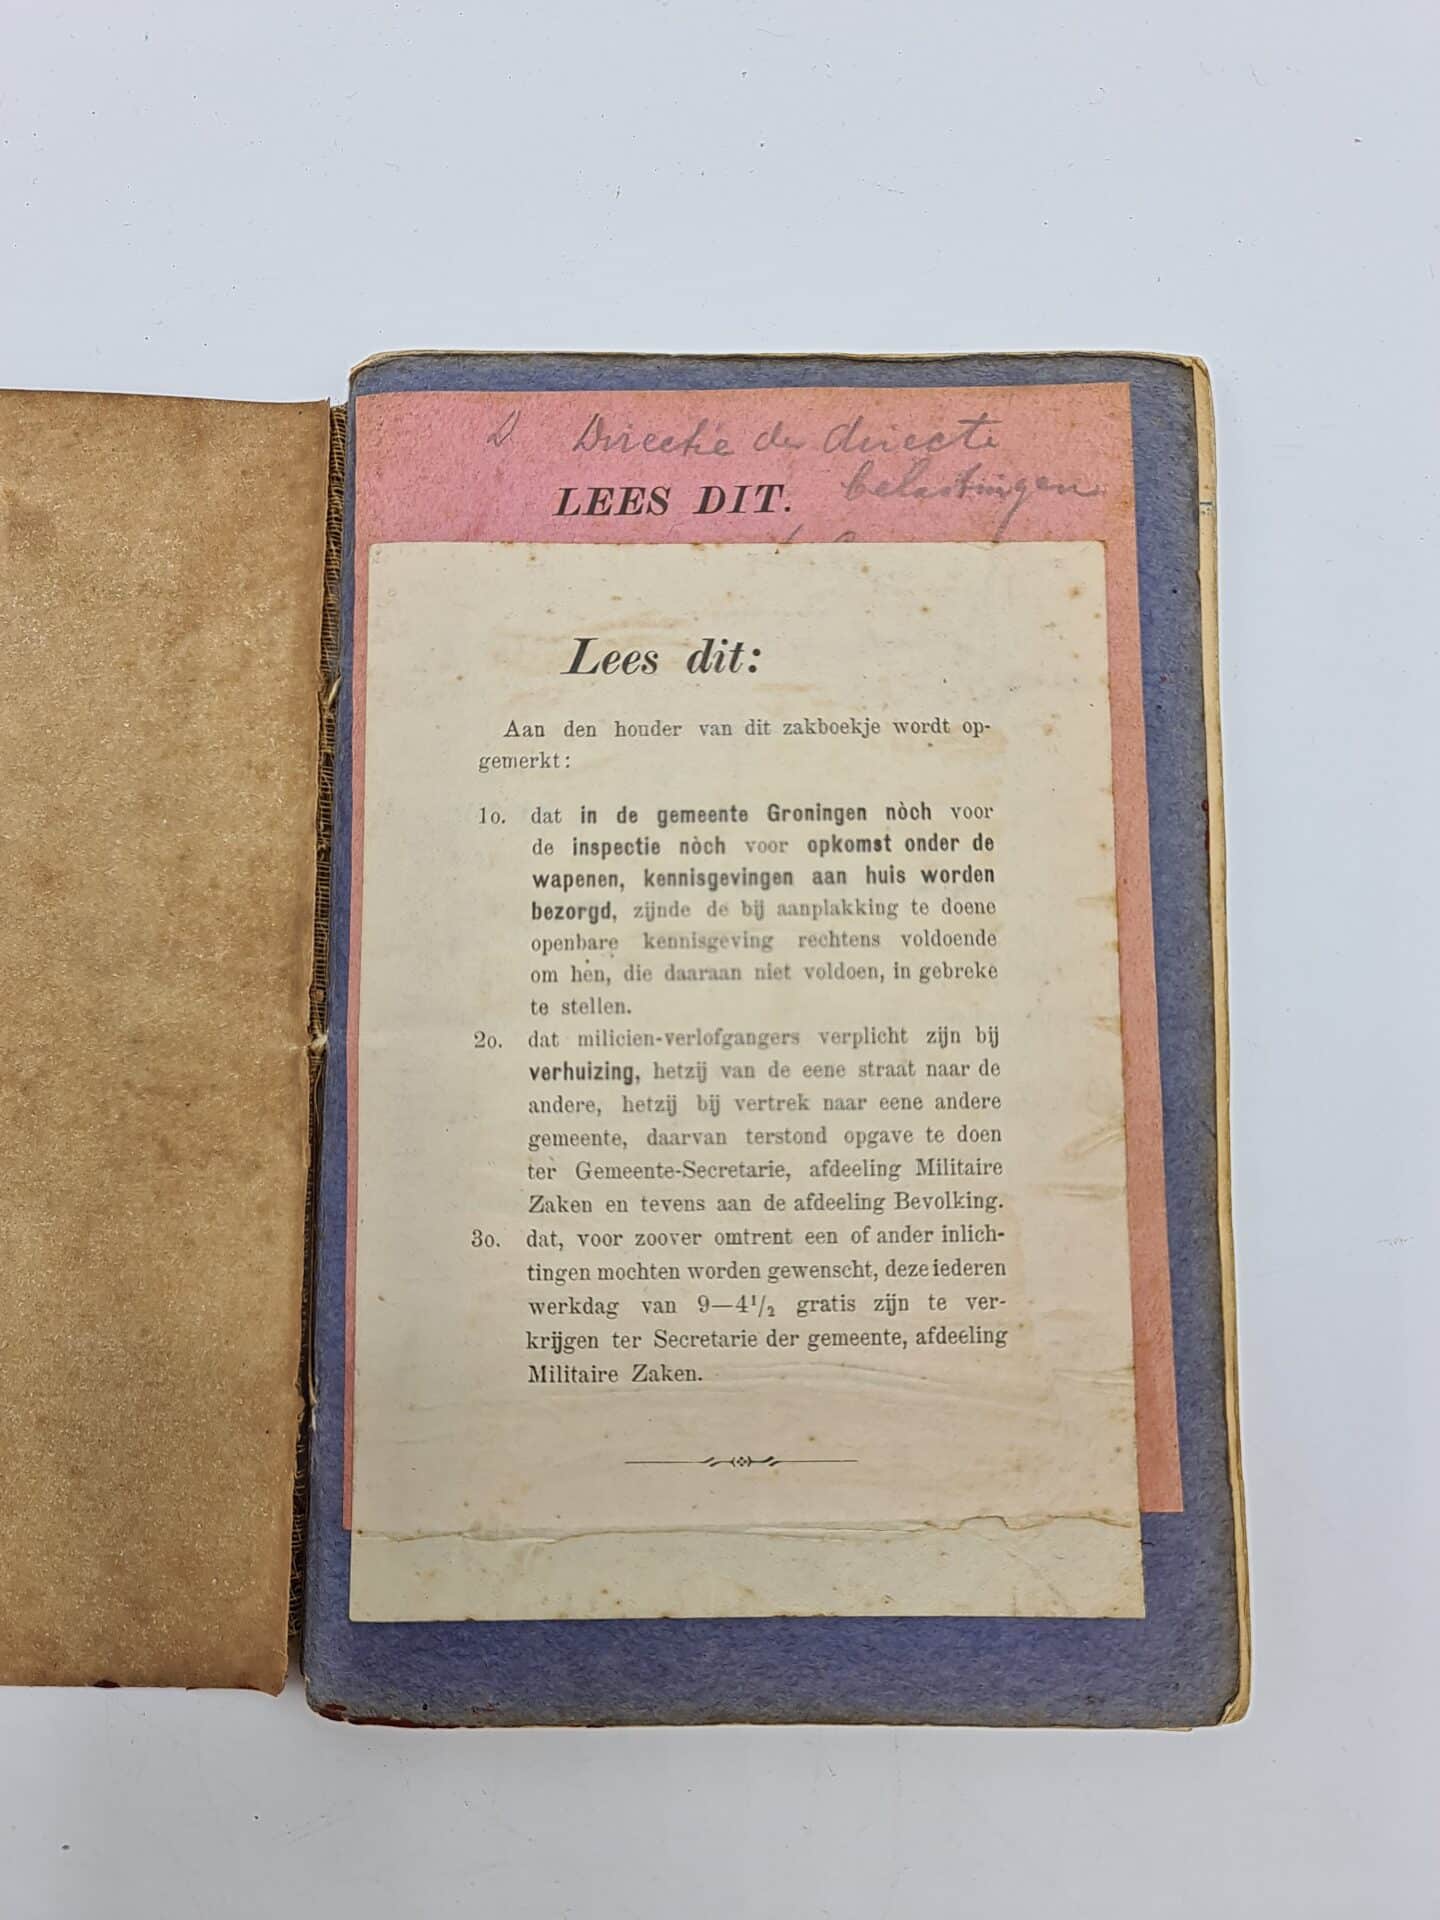 D Directie der directe
belastingen
LEES DIT.
Lees dit:
Aan den houder van dit zakboekje wordt op-
gemerkt:
1o. dat in de gemeente Groningen nòch voor
de inspectie nòch voor opkomst onder de
wapenen, kennisgevingen aan huis worden
bezorgd, zijnde de bij aanplakking te doene
openbare kennisgeving rechtens voldoende
om hen, die daaraan niet voldoen, in gebreke
te stellen.
2o. dat milicien-verlofgangers verplicht zijn bij
verhuizing, hetzij van de eene straat naar de
andere, hetzij bij vertrek naar eene andere
gemeente, daarvan terstond opgave te doen
ter Gemeente-Secretarie, afdeeling Militaire
Zaken en tevens aan de afdeeling Bevolking.
3o. dat, voor zoover omtrent een of ander inlich-
tingen mochten worden gewenscht, deze iederen
werkdag van 9—4¹/₂ gratis zijn te ver-
krijgen ter Secretarie der gemeente, afdeeling
Militaire Zaken.